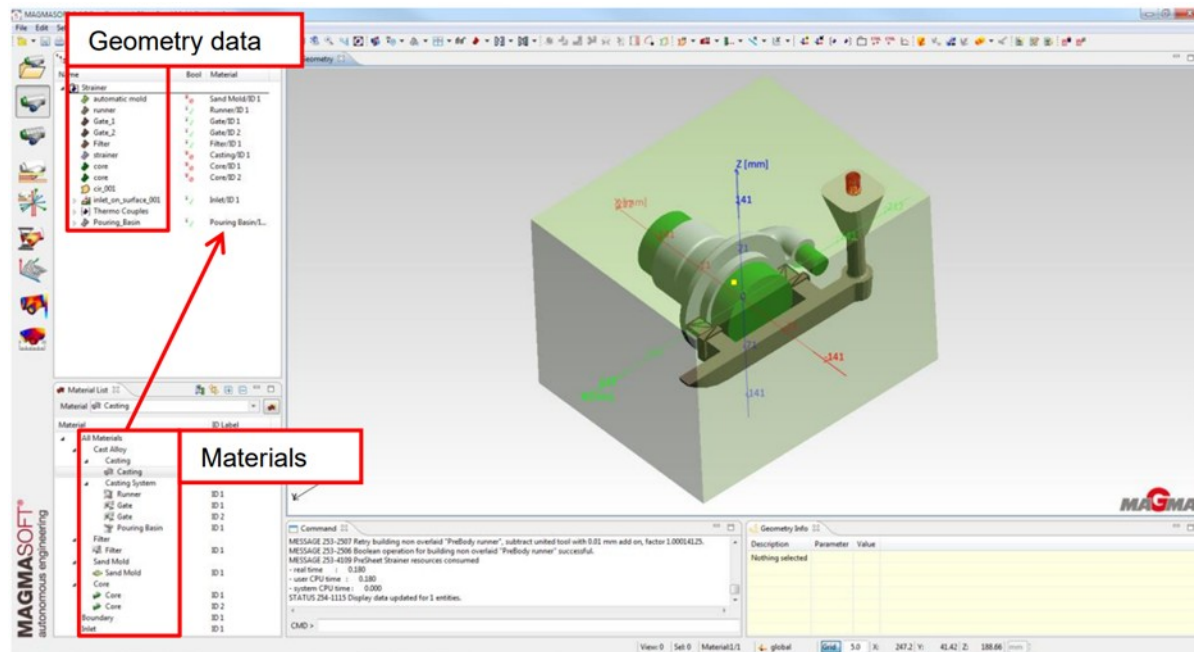 MAGMASOFT
File Edit
Geometry data
Geometry
Name Bool Material
Strainer
automatic mold Sand Mold/ID 1
runner Runner/ID 1
Gate_1 Gate/ID 1
Gate_2 Gate/ID 2
Filter Filter/ID 1
strainer Casting/ID 1
core Core/ID 1
core Core/ID 2
cir_001
inlet_on_surface_001 Inlet/ID 1
Thermo Couples
Pouring_Basin Pouring Basin/I...
Z [mm]
141
71
141
71
141
71
141
Material List
Material Casting
Material ID Label
All Materials
Cast Alloy
Casting
Casting
Casting System
Runner ID 1
Gate ID 1
Gate ID 2
Pouring Basin ID 1
Filter
Filter ID 1
Sand Mold
Sand Mold ID 1
Core
Core ID 1
Core ID 2
Boundary ID 1
Inlet ID 1
Materials
MAGMASOFT®
autonomous engineering
Y
MAGMA
Command
MESSAGE 253-2507 Retry building non overlaid "PreBody runner", subtract united tool with 0.01 mm add on, factor 1.00014125.
MESSAGE 253-2506 Boolean operation for building non overlaid "PreBody runner" successful.
MESSAGE 253-4109 PreSheet Strainer resources consumed
- real time : 0.180
- user CPU time : 0.180
- system CPU time : 0.000
STATUS 254-1115 Display data updated for 1 entities.
CMD >
Geometry Info
Description Parameter Value
Nothing selected
View:0 Set:0 Material:1/1 global Grid: 5.0 X: 247.2 Y: 41.42 Z: 188.66 mm